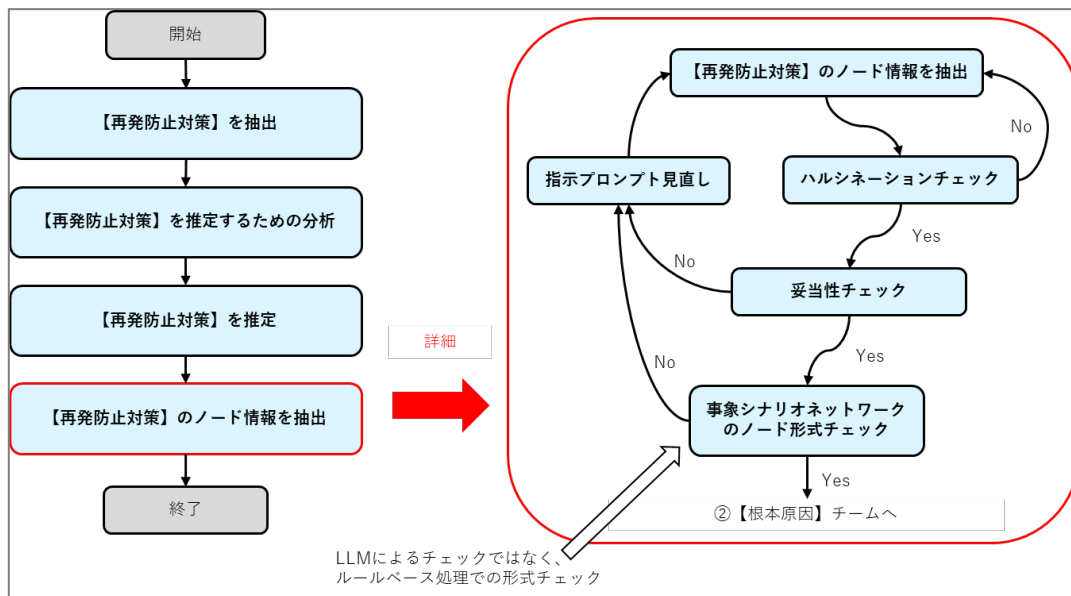 開始
【再発防止対策】を抽出
【再発防止対策】を推定するための分析
【再発防止対策】を推定
【再発防止対策】のノード情報を抽出
終了
詳細
【再発防止対策】のノード情報を抽出
No
指示プロンプト見直し
ハルシネーションチェック
Yes
No
妥当性チェック
Yes
No
事象シナリオネットワーク
のノード形式チェック
Yes
②【根本原因】チームへ
LLMによるチェックではなく、
ルールベース処理での形式チェック